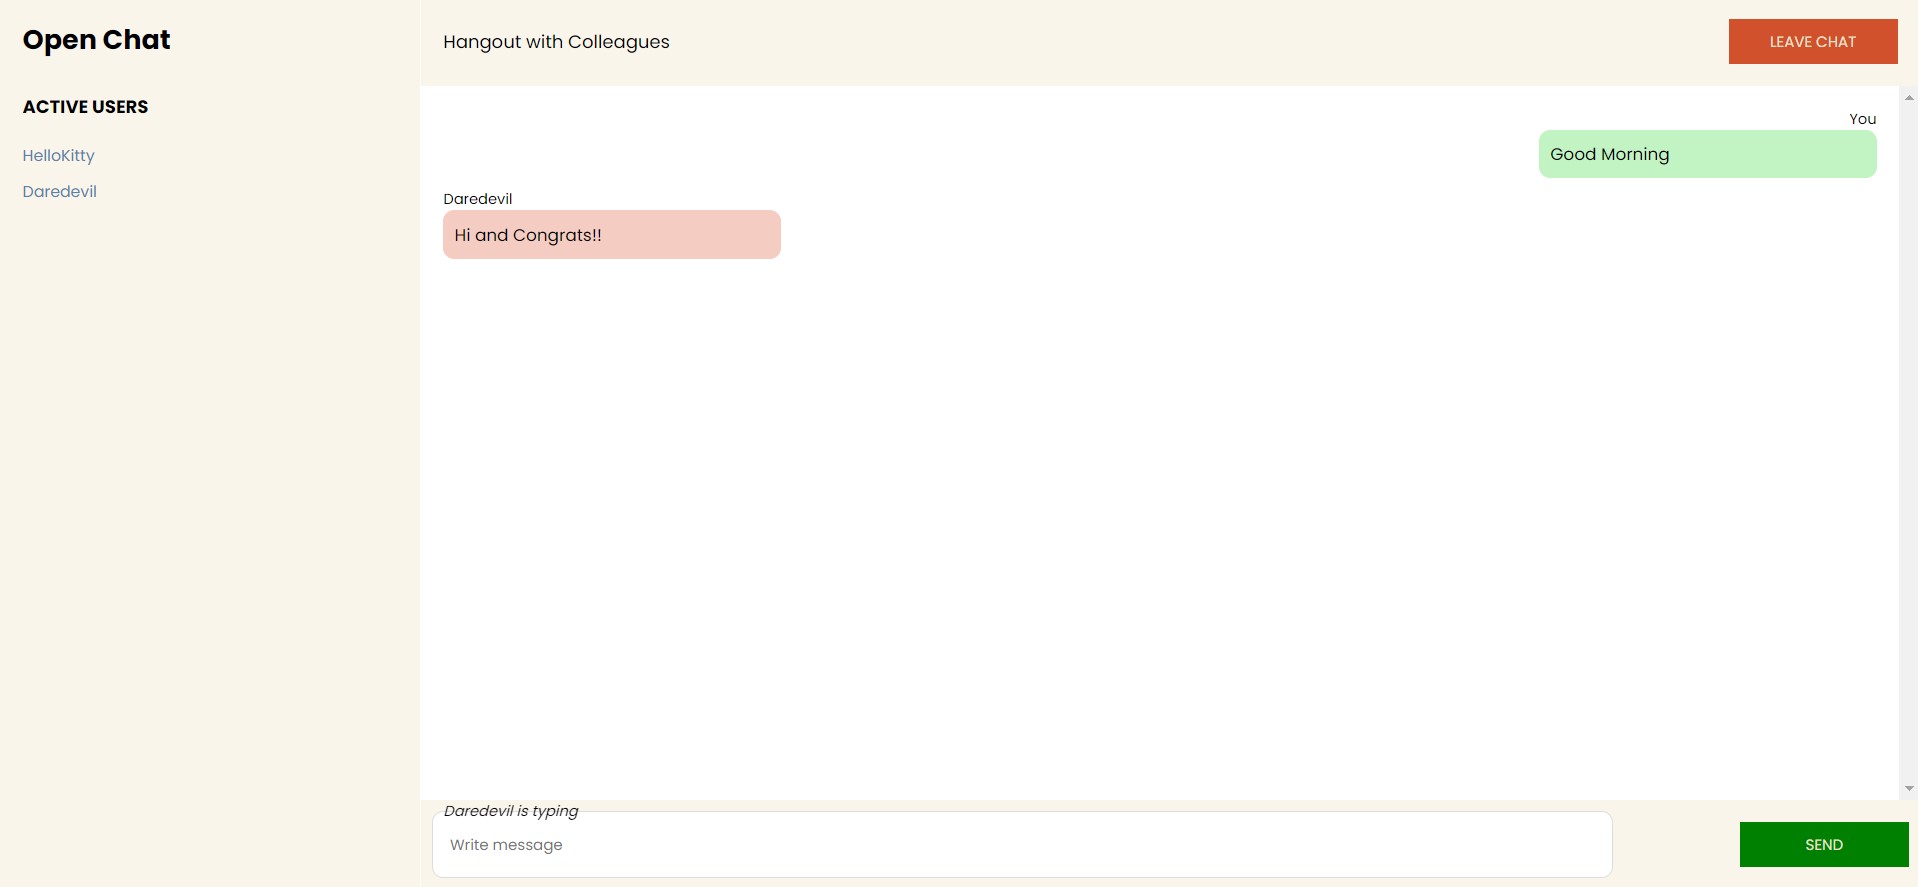 Open Chat
ACTIVE USERS
HelloKitty
Daredevil
Hangout with Colleagues
LEAVE CHAT
You
Good Morning
Daredevil
Hi and Congrats!!
Daredevil is typing
Write message
SEND